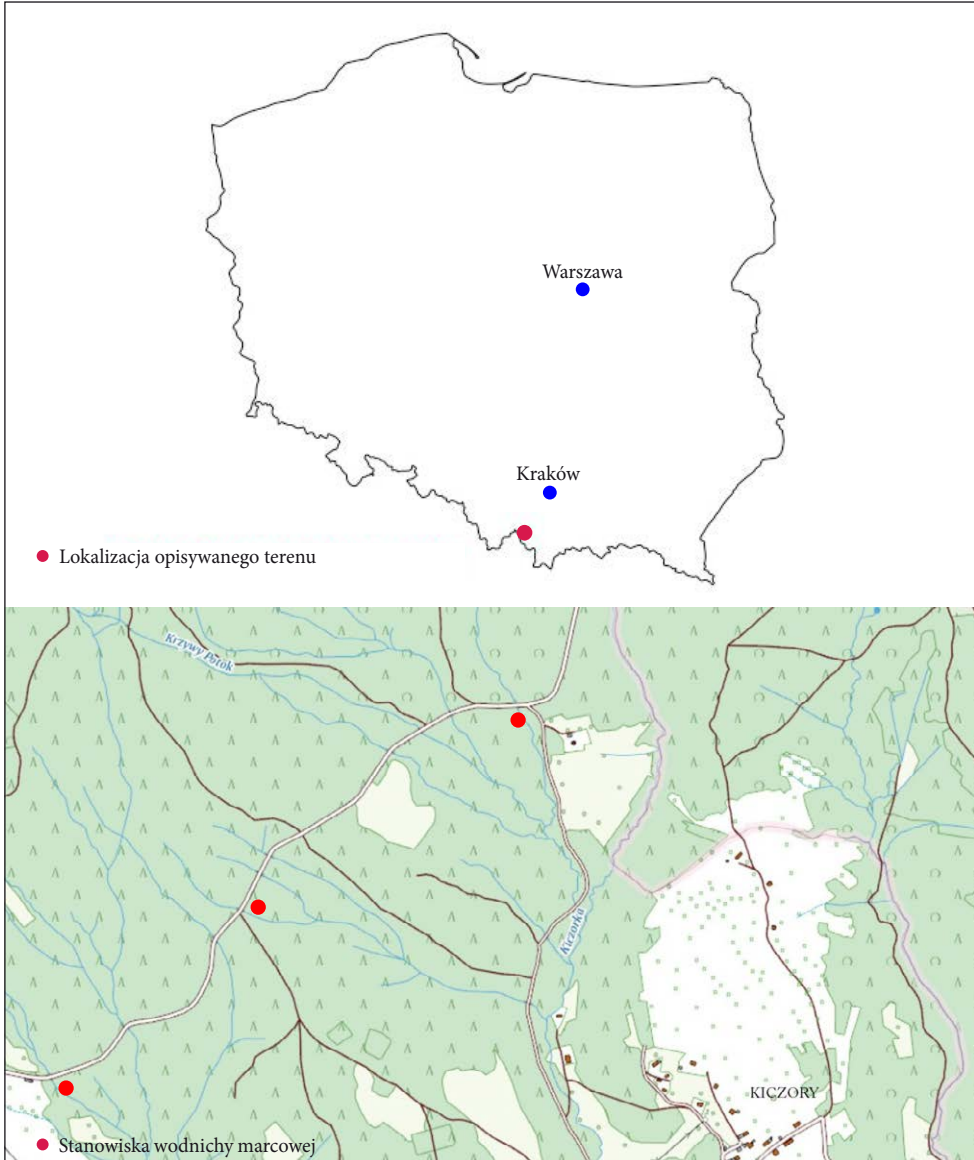 Warszawa
Kraków
Lokalizacja opisywanego terenu
Krzywy Potok
Kiczorka
KICZORY
Stanowiska wodnichy marcowej